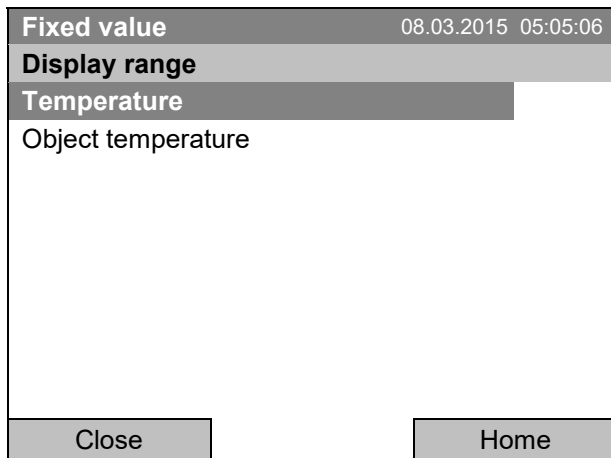 Fixed value 08.03.2015 05:05:06
Display range
Temperature
Object temperature
Close Home